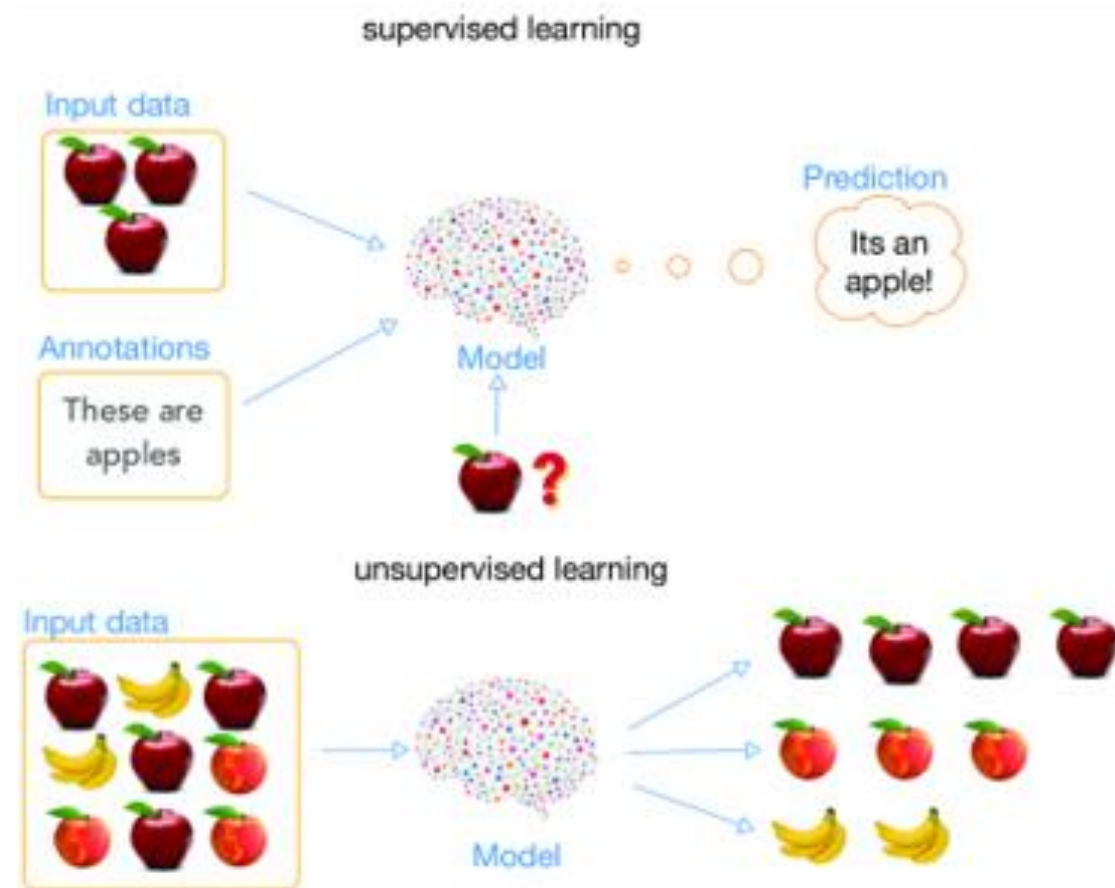 supervised learning
Input data
Prediction
Its an
apple!
Annotations
These are
apples
Model
?
unsupervised learning
Input data
Model